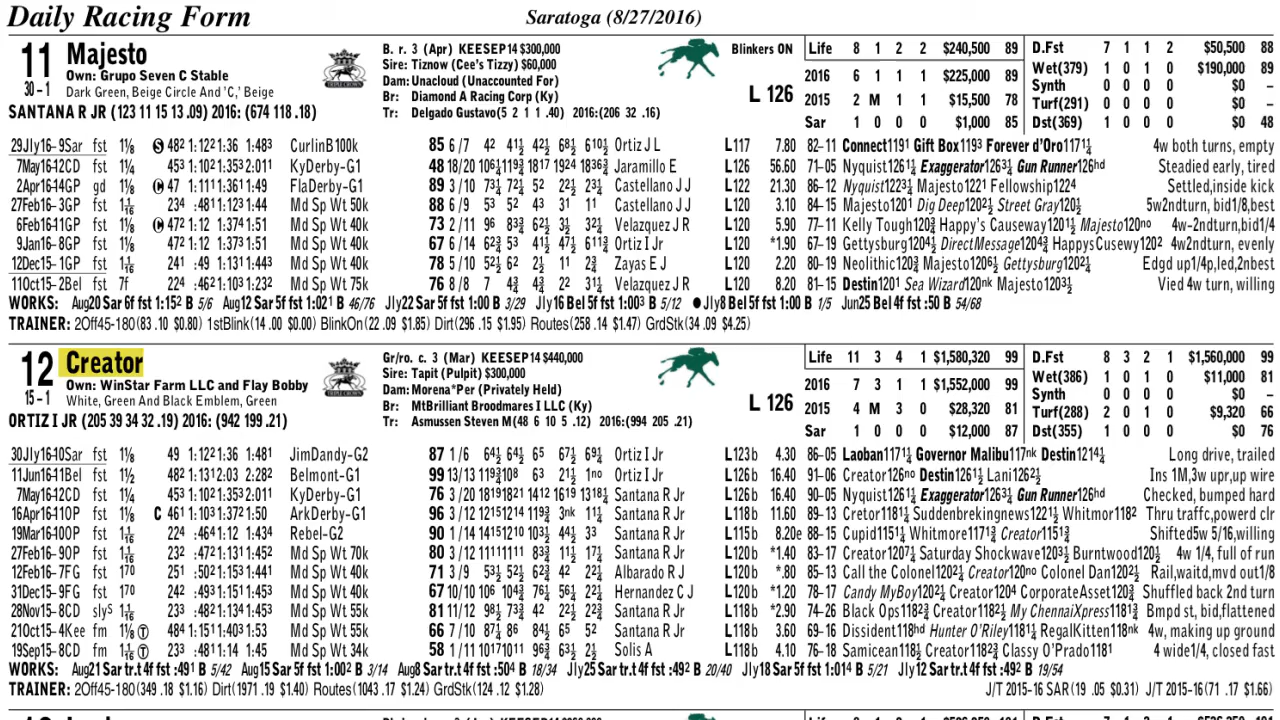 Daily Racing Form
Saratoga (8/27/2016)
11 Majesto
30-1
Own: Grupo Seven C Stable
Dark Green, Beige Circle And 'C,' Beige
SANTANA R JR (123 11 15 13 .09) 2016: (674 118 .18)
B. r. 3 (Apr) KEESEP14 $300,000
Sire: Tiznow (Cee's Tizzy) $60,000
Dam: Unacloud (Unaccounted For)
Br: Diamond A Racing Corp (Ky)
Tr: Delgado Gustavo(5 2 1 1 .40) 2016:(206 32 .16)
Blinkers ON
L 126
Life 8 1 2 2 $240,500 89
2016 6 1 1 1 $225,000 89
2015 2 M 1 1 $15,500 78
Sar 1 0 0 0 $1,000 85
D.Fst 7 1 1 2 $50,500 88
Wet(379) 1 0 1 0 $190,000 89
Synth 0 0 0 0 $0 –
Turf(291) 0 0 0 0 $0 –
Dst(369) 1 0 0 0 $0 48
29Jly16-9Sar fst 1⅛ Ⓢ 482 1:122 1:36 1:483 CurlinB100k 85 6/7 42 41½ 42½ 68½ 610½ Ortiz J L L117 7.80 82-11 Connect1191 Gift Box1193 Forever d'Oro1171¼ 4w both turns, empty
7May16-12CD fst 1¼ 453 1:102 1:353 2:011 KyDerby-G1 48 18/20 106¼ 119¾ 1817 1924 1836¾ Jaramillo E L126 56.60 71-05 Nyquist1261¼ Exaggerator1263¼ Gun Runner126hd Steadied early, tired
2Apr16-14GP gd 1⅛ Ⓒ 47 1:111 1:361 1:49 FlaDerby-G1 89 3/10 73½ 72½ 52 22½ 23¼ Castellano J J L122 21.30 86-12 Nyquist1223¼ Majesto1221 Fellowship1224 Settled,inside kick
27Feb16-3GP fst 1 1/16 234 :481 1:123 1:44 Md Sp Wt 50k 88 6/9 53 52 43 31 11 Castellano J J L120 3.10 84-15 Majesto1201 Dig Deep1202½ Street Gray120½ 5w2ndturn, bid1/8,best
6Feb16-11GP fst 1⅛ Ⓒ 472 1:12 1:374 1:51 Md Sp Wt 40k 73 2/11 96 83¾ 62½ 3½ 32¼ Velazquez J R L120 5.90 77-11 Kelly Tough120¾ Happy's Causeway1201½ Majesto120no 4w-2ndturn,bid1/4
9Jan16-8GP fst 1⅛ 472 1:12 1:373 1:51 Md Sp Wt 40k 67 6/14 62¾ 53 41½ 47½ 611¾ Ortiz I Jr L120 *1.90 67-19 Gettysburg1204½ DirectMessage1204¾ HappysCusewey1202 4w2ndturn, evenly
12Dec15-1GP fst 1 1/16 241 :49 1:131 1:443 Md Sp Wt 40k 78 5/10 52½ 62 2½ 11 2¾ Zayas E J L120 2.20 80-19 Neolithic120¾ Majesto1206½ Gettysburg1202¼ Edgd up1/4p,led,2nbest
11Oct15-2Bel fst 7f 224 :462 1:103 1:232 Md Sp Wt 75k 76 8/8 7 4¾ 4¾ 22 31¼ Velazquez J R L120 8.20 81-15 Destin1201 Sea Wizard120nk Majesto1203½ Vied 4w turn, willing
WORKS: Aug20 Sar 6f fst 1:152 B 5/6 Aug12 Sar 5f fst 1:021 B 46/76 Jly22 Sar 5f fst 1:00 B 3/29 Jly16 Bel 5f fst 1:003 B 5/12 ●Jly8 Bel 5f fst 1:00 B 1/5 Jun25 Bel 4f fst :50 B 54/68
TRAINER: 2Off45-180(83 .10 $0.80) 1stBlink(14 .00 $0.00) BlinkOn(22 .09 $1.85) Dirt(296 .15 $1.95) Routes(258 .14 $1.47) GrdStk(34 .09 $4.25)
12 Creator
15-1
Own: WinStar Farm LLC and Flay Bobby
White, Green And Black Emblem, Green
ORTIZ I JR (205 39 34 32 .19) 2016: (942 199 .21)
Gr/ro. c. 3 (Mar) KEESEP14 $440,000
Sire: Tapit (Pulpit) $300,000
Dam: Morena*Per (Privately Held)
Br: MtBrilliant Broodmares I LLC (Ky)
Tr: Asmussen Steven M(48 6 10 5 .12) 2016:(994 205 .21)
L 126
Life 11 3 4 1 $1,580,320 99
2016 7 3 1 1 $1,552,000 99
2015 4 M 3 0 $28,320 81
Sar 1 0 0 0 $12,000 87
D.Fst 8 3 2 1 $1,560,000 99
Wet(386) 1 0 1 0 $11,000 81
Synth 0 0 0 0 $0 –
Turf(288) 2 0 1 0 $9,320 66
Dst(355) 1 0 0 0 $0 76
30Jly16-10Sar fst 1⅛ 49 1:122 1:36 1:481 JimDandy-G2 87 1/6 64½ 64½ 65 67½ 69¼ Ortiz I Jr L123b 4.30 86-05 Laoban1171¼ Governor Malibu117nk Destin1214¼ Long drive, trailed
11Jun16-11Bel fst 1½ 482 1:131 2:03 2:282 Belmont-G1 99 13/13 119¾ 108 63 21½ 1no Ortiz I Jr L126b 16.40 91-06 Creator126no Destin1261½ Lani1262½ Ins 1M,3w upr,up wire
7May16-12CD fst 1¼ 453 1:102 1:353 2:011 KyDerby-G1 76 3/20 1819 1821 1412 1619 1318¼ Santana R Jr L126b 16.40 90-05 Nyquist1261¼ Exaggerator1263¼ Gun Runner126hd Checked, bumped hard
16Apr16-11OP fst 1⅛ C 461 1:103 1:372 1:50 ArkDerby-G1 96 3/12 1215 1214 119¾ 3nk 11¼ Santana R Jr L118b 11.60 89-13 Cretor1181¼ Suddenbrekingnews1221½ Whitmor1182 Thru traffc,powerd clr
19Mar16-10OP fst 1 1/16 224 :464 1:12 1:434 Rebel-G2 90 1/14 1415 1210 103½ 44½ 33 Santana R Jr L115b 8.20e 88-15 Cupid1151¼ Whitmore1171¾ Creator1151¾ Shifted5w 5/16,willing
27Feb16-9OP fst 1 1/16 232 :472 1:131 1:452 Md Sp Wt 70k 80 3/12 1111 1111 83¾ 11½ 17¼ Santana R Jr L120b *1.40 83-17 Creator1207¼ Saturday Shockwave1203½ Burntwood120½ 4w 1/4, full of run
12Feb16-7FG fst 170 251 :502 1:153 1:441 Md Sp Wt 40k 71 3/9 53½ 52½ 62¾ 42 22¼ Albarado R J L120b *.80 85-13 Call the Colonel1202¼ Creator120no Colonel Dan1202½ Rail,waitd,mvd out1/8
31Dec15-9FG fst 170 242 :493 1:151 1:453 Md Sp Wt 40k 67 10/10 106 104¾ 76¼ 56½ 22¼ Hernandez C J L120b *1.20 78-17 Candy MyBoy1202¼ Creator1204 CorporateAsset120¾ Shuffled back 2nd turn
28Nov15-8CD slyS 1 1/16 233 :482 1:134 1:453 Md Sp Wt 55k 81 11/12 98½ 73¾ 42 22½ 22¾ Santana R Jr L118b *2.90 74-26 Black Ops1182¾ Creator1182½ My ChennaiXpress1181¾ Bmpd st, bid,flattened
21Oct15-4Kee fm 1⅛ Ⓣ 484 1:151 1:403 1:53 Md Sp Wt 55k 66 7/10 87¼ 86 84½ 65 52 Santana R Jr L118b 3.60 69-16 Dissident118hd Hunter O'Riley1181¼ RegalKitten118nk 4w, making up ground
19Sep15-8CD fm 1 1/16 Ⓣ 233 :481 1:14 1:45 Md Sp Wt 34k 58 1/11 1017 1011 96¾ 63½ 2½ Solis A L118b 4.10 76-18 Samicean118½ Creator1182¾ Classy O'Prado1181 4 wide1/4, closed fast
WORKS: Aug21 Sar tr.t 4f fst :491 B 5/42 Aug15 Sar 5f fst 1:002 B 3/14 Aug8 Sar tr.t 4f fst :504 B 18/34 Jly25 Sar tr.t 4f fst :492 B 20/40 Jly18 Sar 5f fst 1:014 B 5/21 Jly12 Sar tr.t 4f fst :492 B 19/54
TRAINER: 2Off45-180(349 .18 $1.16) Dirt(1971 .19 $1.40) Routes(1043 .17 $1.24) GrdStk(124 .12 $1.28) J/T 2015-16 SAR(19 .05 $0.31) J/T 2015-16(71 .17 $1.66)